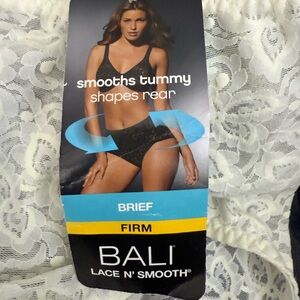 smooths tummy
shapes rear
BRIEF
FIRM
BALI
LACE N' SMOOTH®